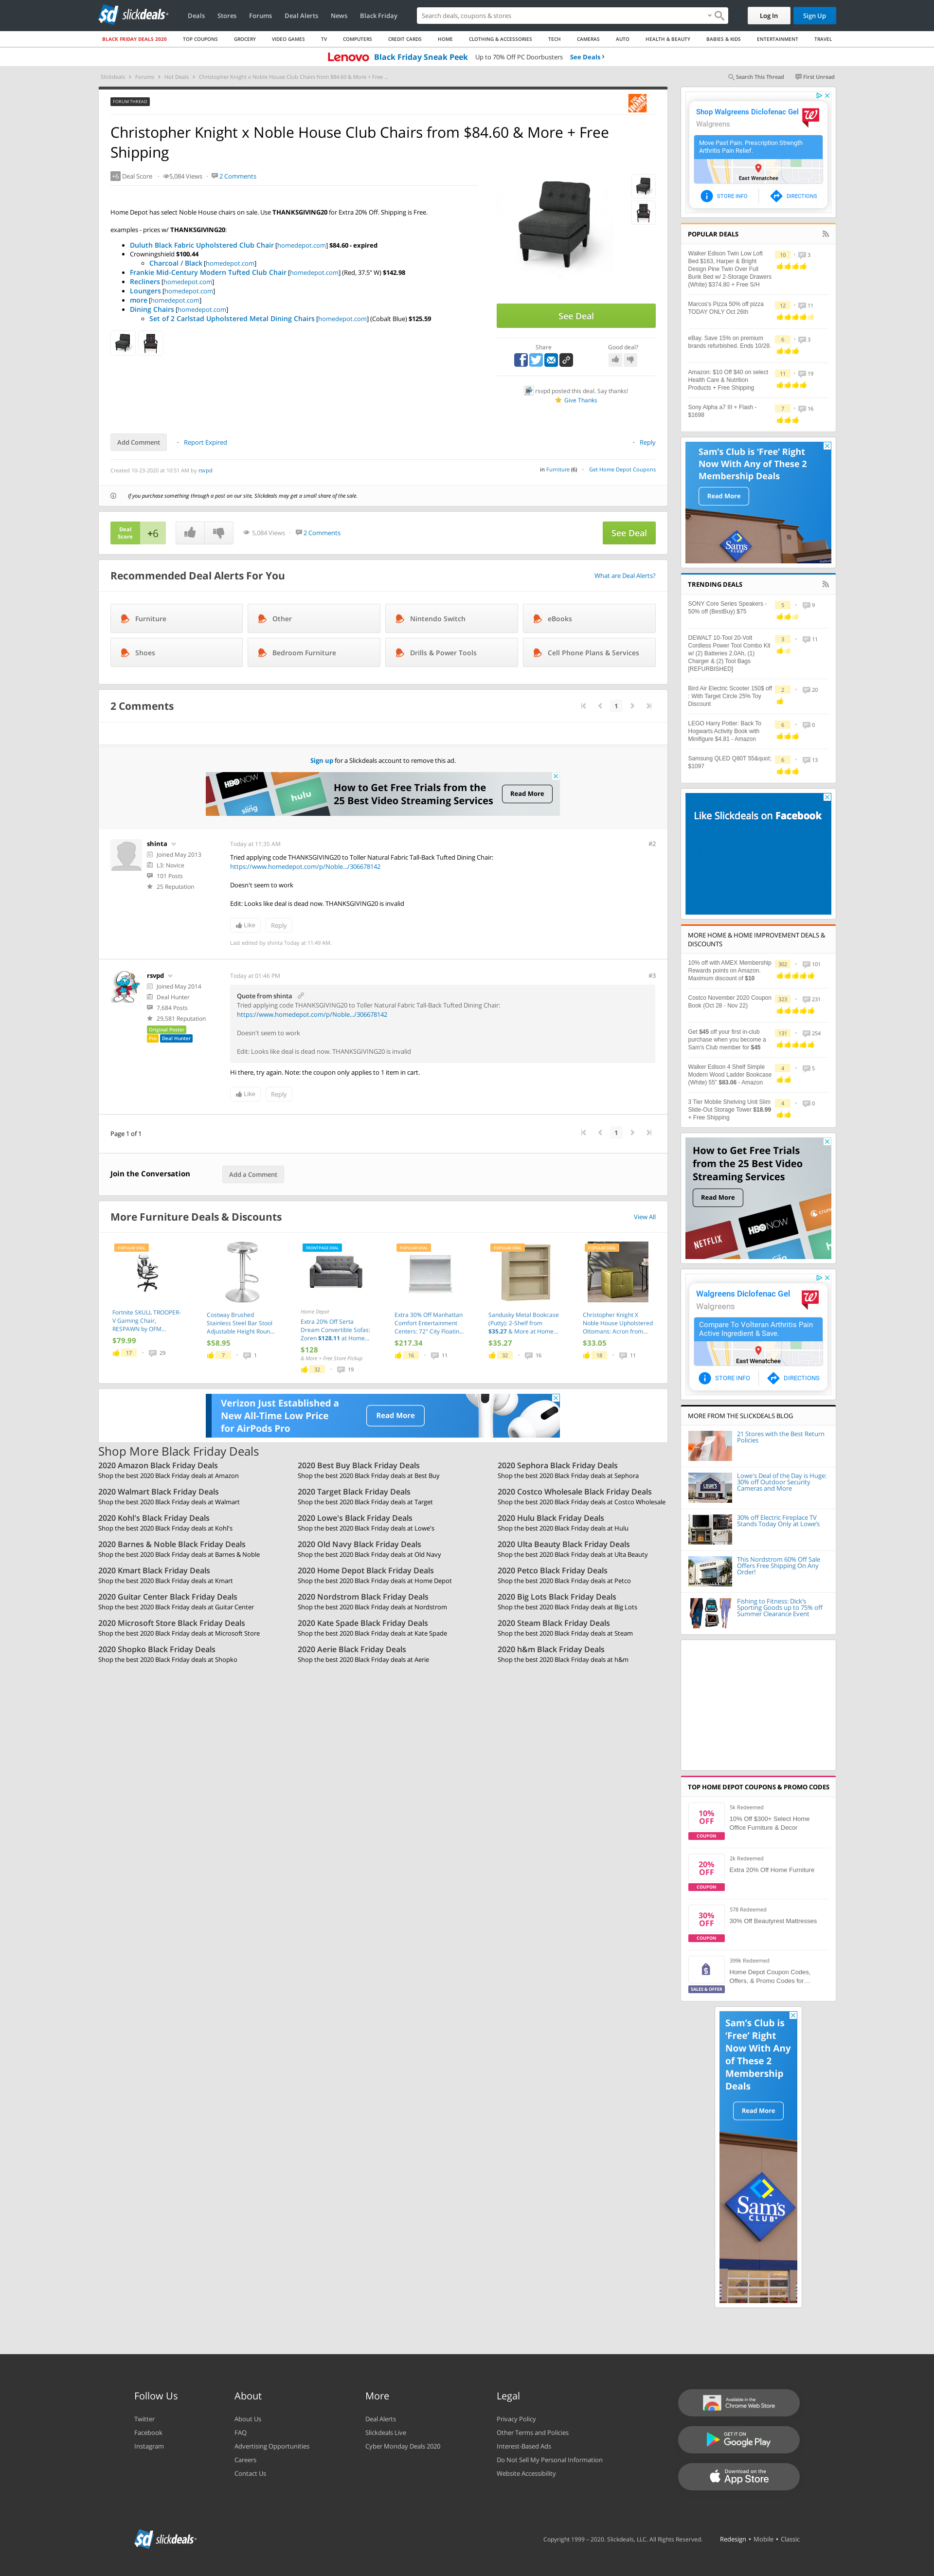 slickdeals
Deals Stores Forums Deal Alerts News Black Friday
Search deals, coupons & stores
Log In
Sign Up
BLACK FRIDAY DEALS 2020 TOP COUPONS GROCERY VIDEO GAMES TV COMPUTERS CREDIT CARDS HOME CLOTHING & ACCESSORIES TECH CAMERAS AUTO HEALTH & BEAUTY BABIES & KIDS ENTERTAINMENT TRAVEL
Lenovo Black Friday Sneak Peek Up to 70% Off PC Doorbusters See Deals
Slickdeals Forums Hot Deals Christopher Knight x Noble House Club Chairs from $84.60 & More + Free ...
Search This Thread First Unread
FORUM THREAD
Christopher Knight x Noble House Club Chairs from $84.60 & More + Free
Shipping
+6 Deal Score 5,084 Views 2 Comments
Home Depot has select Noble House chairs on sale. Use THANKSGIVING20 for Extra 20% Off. Shipping is Free.
examples - prices w/ THANKSGIVING20:
Duluth Black Fabric Upholstered Club Chair [homedepot.com] $84.60 - expired
Crowningshield $100.44
Charcoal / Black [homedepot.com]
Frankie Mid-Century Modern Tufted Club Chair [homedepot.com] (Red, 37.5" W) $142.98
Recliners [homedepot.com]
Loungers [homedepot.com]
more [homedepot.com]
Dining Chairs [homedepot.com]
Set of 2 Carlstad Upholstered Metal Dining Chairs [homedepot.com] (Cobalt Blue) $125.59
See Deal
Share
Good deal?
rsvpd posted this deal. Say thanks!
Give Thanks
Add Comment
Report Expired
Reply
Created 10-23-2020 at 10:51 AM by rsvpd
in Furniture (6) Get Home Depot Coupons
If you purchase something through a post on our site, Slickdeals may get a small share of the sale.
Deal
Score
+6
5,084 Views 2 Comments
See Deal
Recommended Deal Alerts For You
What are Deal Alerts?
Furniture
Other
Nintendo Switch
eBooks
Shoes
Bedroom Furniture
Drills & Power Tools
Cell Phone Plans & Services
2 Comments
1
Sign up for a Slickdeals account to remove this ad.
HBO NOW
hulu
sling
How to Get Free Trials from the
25 Best Video Streaming Services
Read More
shinta
Joined May 2013
L3: Novice
101 Posts
25 Reputation
Today at 11:35 AM
#2
Tried applying code THANKSGIVING20 to Toller Natural Fabric Tall-Back Tufted Dining Chair:
https://www.homedepot.com/p/Noble.../306678142
Doesn't seem to work
Edit: Looks like deal is dead now. THANKSGIVING20 is invalid
Like
Reply
Last edited by shinta Today at 11:49 AM.
rsvpd
Joined May 2014
Deal Hunter
7,684 Posts
29,581 Reputation
Original Poster
Pro
Deal Hunter
Today at 01:46 PM
#3
Quote from shinta
Tried applying code THANKSGIVING20 to Toller Natural Fabric Tall-Back Tufted Dining Chair:
https://www.homedepot.com/p/Noble.../306678142
Doesn't seem to work
Edit: Looks like deal is dead now. THANKSGIVING20 is invalid
Hi there, try again. Note: the coupon only applies to 1 item in cart.
Like
Reply
Page 1 of 1
1
Join the Conversation
Add a Comment
More Furniture Deals & Discounts
View All
POPULAR DEAL
Fortnite SKULL TROOPER-
V Gaming Chair,
RESPAWN by OFM...
$79.99
17 29
Costway Brushed
Stainless Steel Bar Stool
Adjustable Height Roun...
$58.95
7 1
FRONTPAGE DEAL
Home Depot
Extra 20% Off Serta
Dream Convertible Sofas:
Zoren $128.11 at Home...
$128
& More + Free Store Pickup
32 19
POPULAR DEAL
Extra 30% Off Manhattan
Comfort Entertainment
Centers: 72" City Floatin...
$217.34
16 11
POPULAR DEAL
Sandusky Metal Bookcase
(Putty): 2-Shelf from
$35.27 & More at Home...
$35.27
32 16
POPULAR DEAL
Christopher Knight X
Noble House Upholstered
Ottomans: Acron from...
$33.05
18 11
Verizon Just Established a
New All-Time Low Price
for AirPods Pro
Read More
Shop More Black Friday Deals
2020 Amazon Black Friday Deals
Shop the best 2020 Black Friday deals at Amazon
2020 Best Buy Black Friday Deals
Shop the best 2020 Black Friday deals at Best Buy
2020 Sephora Black Friday Deals
Shop the best 2020 Black Friday deals at Sephora
2020 Walmart Black Friday Deals
Shop the best 2020 Black Friday deals at Walmart
2020 Target Black Friday Deals
Shop the best 2020 Black Friday deals at Target
2020 Costco Wholesale Black Friday Deals
Shop the best 2020 Black Friday deals at Costco Wholesale
2020 Kohl's Black Friday Deals
Shop the best 2020 Black Friday deals at Kohl's
2020 Lowe's Black Friday Deals
Shop the best 2020 Black Friday deals at Lowe's
2020 Hulu Black Friday Deals
Shop the best 2020 Black Friday deals at Hulu
2020 Barnes & Noble Black Friday Deals
Shop the best 2020 Black Friday deals at Barnes & Noble
2020 Old Navy Black Friday Deals
Shop the best 2020 Black Friday deals at Old Navy
2020 Ulta Beauty Black Friday Deals
Shop the best 2020 Black Friday deals at Ulta Beauty
2020 Kmart Black Friday Deals
Shop the best 2020 Black Friday deals at Kmart
2020 Home Depot Black Friday Deals
Shop the best 2020 Black Friday deals at Home Depot
2020 Petco Black Friday Deals
Shop the best 2020 Black Friday deals at Petco
2020 Guitar Center Black Friday Deals
Shop the best 2020 Black Friday deals at Guitar Center
2020 Nordstrom Black Friday Deals
Shop the best 2020 Black Friday deals at Nordstrom
2020 Big Lots Black Friday Deals
Shop the best 2020 Black Friday deals at Big Lots
2020 Microsoft Store Black Friday Deals
Shop the best 2020 Black Friday deals at Microsoft Store
2020 Kate Spade Black Friday Deals
Shop the best 2020 Black Friday deals at Kate Spade
2020 Steam Black Friday Deals
Shop the best 2020 Black Friday deals at Steam
2020 Shopko Black Friday Deals
Shop the best 2020 Black Friday deals at Shopko
2020 Aerie Black Friday Deals
Shop the best 2020 Black Friday deals at Aerie
2020 h&m Black Friday Deals
Shop the best 2020 Black Friday deals at h&m
Shop Walgreens Diclofenac Gel
Walgreens
Move Past Pain. Prescription Strength
Arthritis Pain Relief.
East Wenatchee
STORE INFO
DIRECTIONS
POPULAR DEALS
Walker Edison Twin Low Loft
Bed $163, Harper & Bright
Design Pine Twin Over Full
Bunk Bed w/ 2-Storage Drawers
(White) $374.80 + Free S/H
10 3
Marcos's Pizza 50% off pizza
TODAY ONLY Oct 26th
12 11
eBay. Save 15% on premium
brands refurbished. Ends 10/28.
6 3
Amazon: $10 Off $40 on select
Health Care & Nutrition
Products + Free Shipping
11 19
Sony Alpha a7 III + Flash -
$1698
7 16
Sam's Club is 'Free' Right
Now With Any of These 2
Membership Deals
Read More
Sam's
TRENDING DEALS
SONY Core Series Speakers -
50% off (BestBuy) $75
5 9
DEWALT 10-Tool 20-Volt
Cordless Power Tool Combo Kit
w/ (2) Batteries 2.0Ah, (1)
Charger & (2) Tool Bags
[REFURBISHED]
3 11
Bird Air Electric Scooter 150$ off
: With Target Circle 25% Toy
Discount
2 20
LEGO Harry Potter: Back To
Hogwarts Activity Book with
Minifigure $4.81 - Amazon
6 0
Samsung QLED Q80T 55&quot;
$1097
6 13
Like Slickdeals on Facebook
MORE HOME & HOME IMPROVEMENT DEALS &
DISCOUNTS
10% off with AMEX Membership
Rewards points on Amazon.
Maximum discount of $10
302 101
Costco November 2020 Coupon
Book (Oct 28 - Nov 22)
323 231
Get $45 off your first in-club
purchase when you become a
Sam's Club member for $45
131 254
Walker Edison 4 Shelf Simple
Modern Wood Ladder Bookcase
(White) 55" $83.06 - Amazon
4 5
3 Tier Mobile Shelving Unit Slim
Slide-Out Storage Tower $18.99
+ Free Shipping
4 0
How to Get Free Trials
from the 25 Best Video
Streaming Services
Read More
NETFLIX
HBO NOW
Walgreens Diclofenac Gel
Walgreens
Compare To Volteran Arthritis Pain
Active Ingredient & Save.
East Wenatchee
STORE INFO
DIRECTIONS
MORE FROM THE SLICKDEALS BLOG
21 Stores with the Best Return
Policies
Lowe's Deal of the Day is Huge:
30% off Outdoor Security
Cameras and More
30% off Electric Fireplace TV
Stands Today Only at Lowe's
This Nordstrom 60% Off Sale
Offers Free Shipping On Any
Order!
Fishing to Fitness: Dick's
Sporting Goods up to 75% off
Summer Clearance Event
TOP HOME DEPOT COUPONS & PROMO CODES
10%
OFF
COUPON
5k Redeemed
10% Off $300+ Select Home
Office Furniture & Decor
20%
OFF
COUPON
2k Redeemed
Extra 20% Off Home Furniture
30%
OFF
COUPON
578 Redeemed
30% Off Beautyrest Mattresses
SALES & OFFER
399k Redeemed
Home Depot Coupon Codes,
Offers, & Promo Codes for...
Sam's Club is
'Free' Right
Now With Any
of These 2
Membership
Deals
Read More
Sam's
CLUB
Follow Us
Twitter
Facebook
Instagram
About
About Us
FAQ
Advertising Opportunities
Careers
Contact Us
More
Deal Alerts
Slickdeals Live
Cyber Monday Deals 2020
Legal
Privacy Policy
Other Terms and Policies
Interest-Based Ads
Do Not Sell My Personal Information
Website Accessibility
Available in the
Chrome Web Store
GET IT ON
Google Play
Download on the
App Store
slickdeals
Copyright 1999 - 2020. Slickdeals, LLC. All Rights Reserved.
Redesign • Mobile • Classic